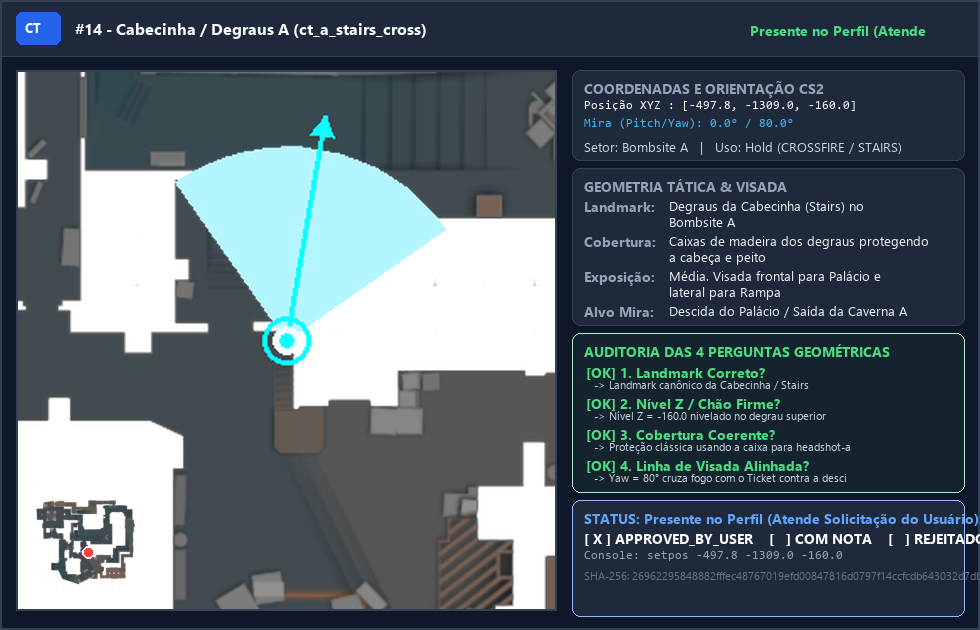 CT
#14 - Cabecinha / Degraus A (ct_a_stairs_cross)
Presente no Perfil (Atende
COORDENADAS E ORIENTAÇÃO CS2
Posição XYZ : [-497.8, -1309.0, -160.0]
Mira (Pitch/Yaw): 0.0° / 80.0°
Setor: Bombsite A | Uso: Hold (CROSSFIRE / STAIRS)
GEOMETRIA TÁTICA & VISADA
Landmark: Degraus da Cabecinha (Stairs) no
Bombsite A
Cobertura: Caixas de madeira dos degraus protegendo
a cabeça e peito
Exposição: Média. Visada frontal para Palácio e
lateral para Rampa
Alvo Mira: Descida do Palácio / Saída da Caverna A
AUDITORIA DAS 4 PERGUNTAS GEOMÉTRICAS
[OK] 1. Landmark Correto?
-> Landmark canônico da Cabecinha / Stairs
[OK] 2. Nível Z / Chão Firme?
-> Nível Z = -160.0 nivelado no degrau superior
[OK] 3. Cobertura Coerente?
-> Proteção clássica usando a caixa para headshot-a
[OK] 4. Linha de Visada Alinhada?
-> Yaw = 80° cruza fogo com o Ticket contra a desci
STATUS: Presente no Perfil (Atende Solicitação do Usuário)
[ X ] APPROVED_BY_USER [ ] COM NOTA [ ] REJEITADO
Console: setpos -497.8 -1309.0 -160.0
SHA-256: 26962295848882fffec48767019efd00847816d0797f14ccfcdb643032d7db